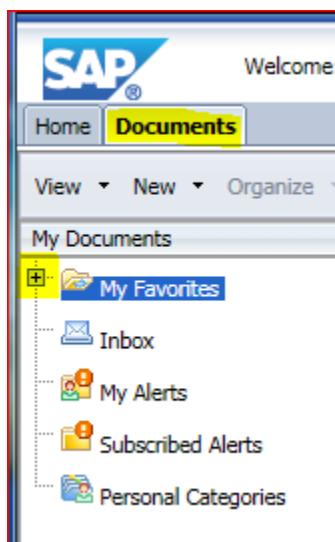 SAP®
Welcome
Home Documents
View New Organize
My Documents
My Favorites
Inbox
My Alerts
Subscribed Alerts
Personal Categories